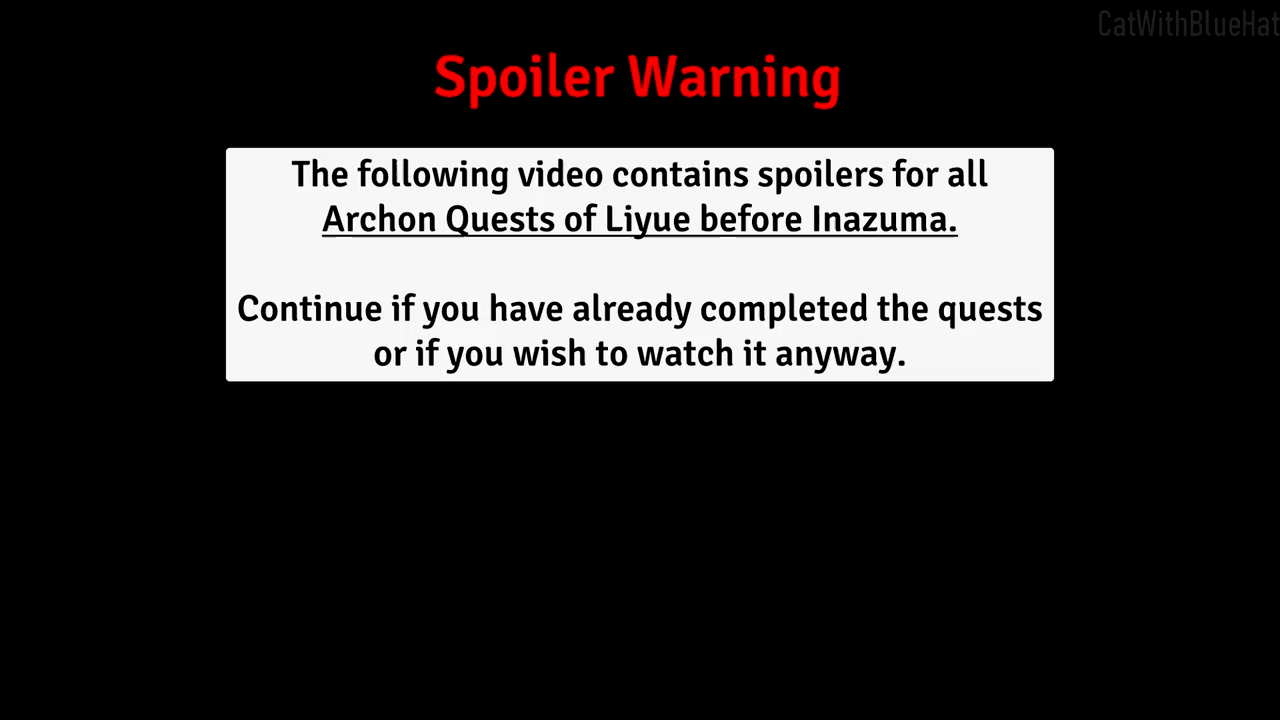 CatWithBlueHat
Spoiler Warning
The following video contains spoilers for all
Archon Quests of Liyue before Inazuma.
Continue if you have already completed the quests
or if you wish to watch it anyway.